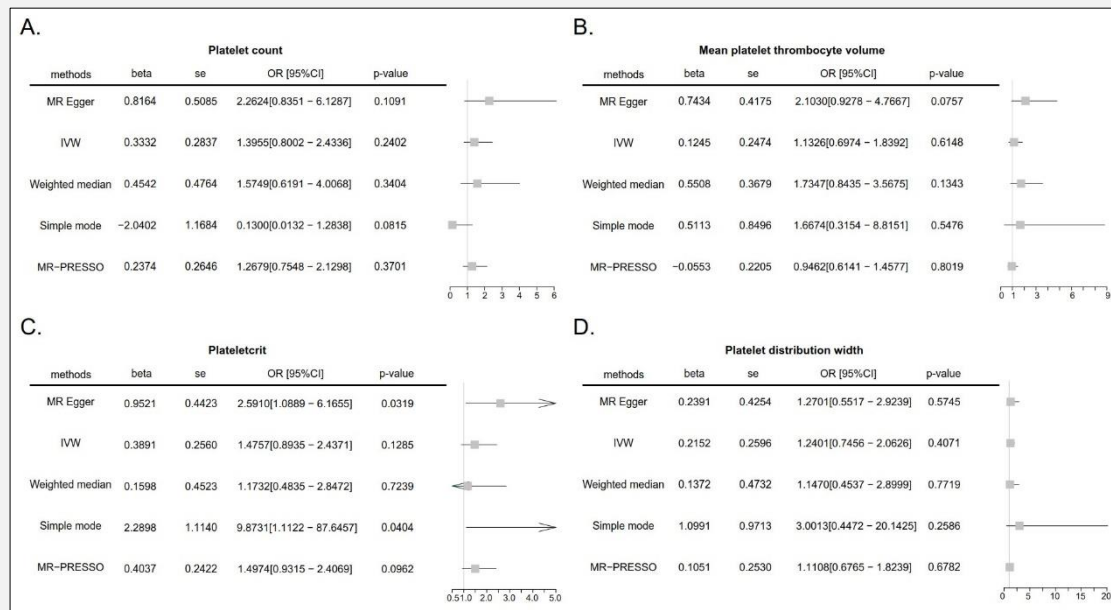 A.
Platelet count
methods beta se OR [95%CI] p-value
MR Egger 0.8164 0.5085 2.2624[0.8351 − 6.1287] 0.1091
IVW 0.3332 0.2837 1.3955[0.8002 − 2.4336] 0.2402
Weighted median 0.4542 0.4764 1.5749[0.6191 − 4.0068] 0.3404
Simple mode −2.0402 1.1684 0.1300[0.0132 − 1.2838] 0.0815
MR−PRESSO 0.2374 0.2646 1.2679[0.7548 − 2.1298] 0.3701
0 1 2 3 4 5 6
B.
Mean platelet thrombocyte volume
methods beta se OR [95%CI] p-value
MR Egger 0.7434 0.4175 2.1030[0.9278 − 4.7667] 0.0757
IVW 0.1245 0.2474 1.1326[0.6974 − 1.8392] 0.6148
Weighted median 0.5508 0.3679 1.7347[0.8435 − 3.5675] 0.1343
Simple mode 0.5113 0.8496 1.6674[0.3154 − 8.8151] 0.5476
MR−PRESSO −0.0553 0.2205 0.9462[0.6141 − 1.4577] 0.8019
0 1 3 6 9
C.
Plateletcrit
methods beta se OR [95%CI] p-value
MR Egger 0.9521 0.4423 2.5910[1.0889 − 6.1655] 0.0319
IVW 0.3891 0.2560 1.4757[0.8935 − 2.4371] 0.1285
Weighted median 0.1598 0.4523 1.1732[0.4835 − 2.8472] 0.7239
Simple mode 2.2898 1.1140 9.8731[1.1122 − 87.6457] 0.0404
MR−PRESSO 0.4037 0.2422 1.4974[0.9315 − 2.4069] 0.0962
0.51.0 2.0 3.0 4.0 5.0
D.
Platelet distribution width
methods beta se OR [95%CI] p-value
MR Egger 0.2391 0.4254 1.2701[0.5517 − 2.9239] 0.5745
IVW 0.2152 0.2596 1.2401[0.7456 − 2.0626] 0.4071
Weighted median 0.1372 0.4732 1.1470[0.4537 − 2.8999] 0.7719
Simple mode 1.0991 0.9713 3.0013[0.4472 − 20.1425] 0.2586
MR−PRESSO 0.1051 0.2530 1.1108[0.6765 − 1.8239] 0.6782
0 1 5 10 15 20